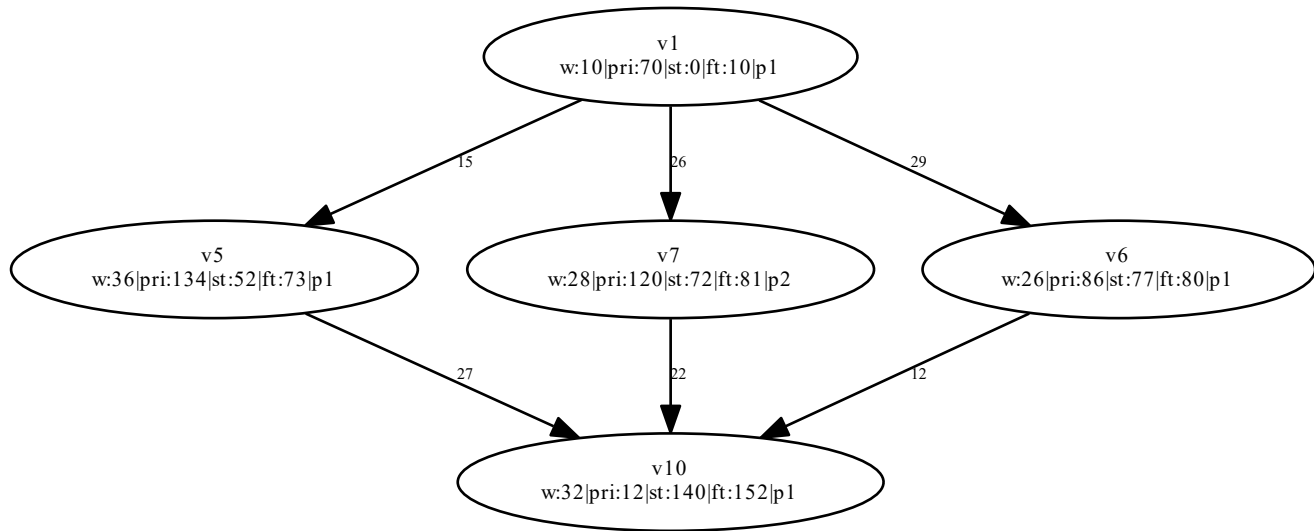 v1
w:10|pri:70|st:0|ft:10|p1
15
26
29
v5
w:36|pri:134|st:52|ft:73|p1
v7
w:28|pri:120|st:72|ft:81|p2
v6
w:26|pri:86|st:77|ft:80|p1
27
22
12
v10
w:32|pri:12|st:140|ft:152|p1